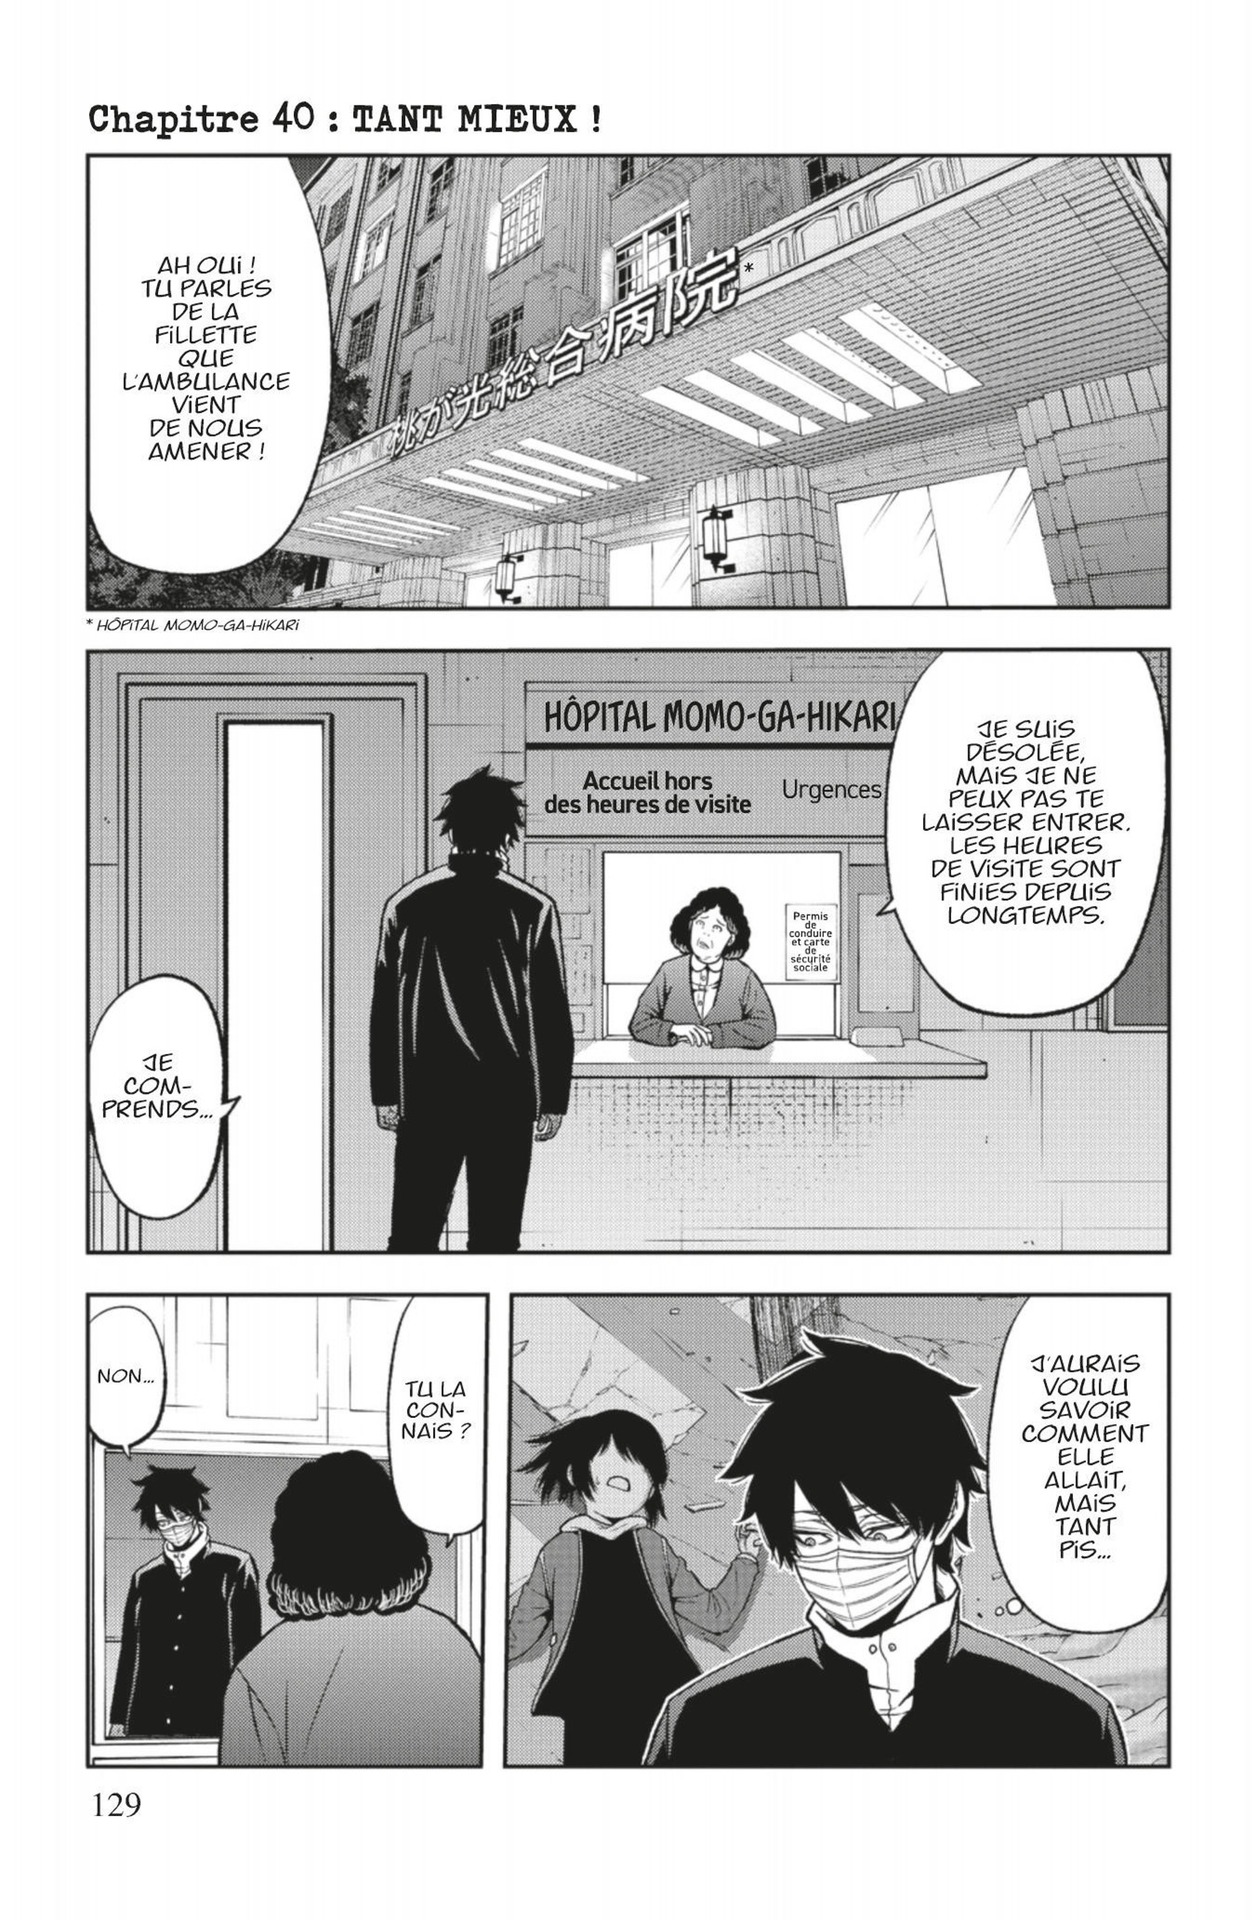 Chapitre 40 : TANT MIEUX !
AH OUI !
TU PARLES
DE LA
FILLETTE
QUE
L'AMBULANCE
VIENT
DE NOUS
AMENER !
桃が光総合病院*
* HÔPITAL MOMO-GA-HIKARI
HÔPITAL MOMO-GA-HIKARI
Accueil hors
des heures de visite
Urgences
JE SUIS
DÉSOLÉE,
MAIS JE NE
PEUX PAS TE
LAISSER ENTRER.
LES HEURES
DE VISITE SONT
FINIES DEPUIS
LONGTEMPS.
Permis
de
conduire
et carte
de
sécurité
sociale
JE
COM-
PRENDS...
J'AURAIS
VOULU
SAVOIR
COMMENT
ELLE
ALLAIT,
MAIS
TANT
PIS...
TU LA
CON-
NAIS ?
NON...
129